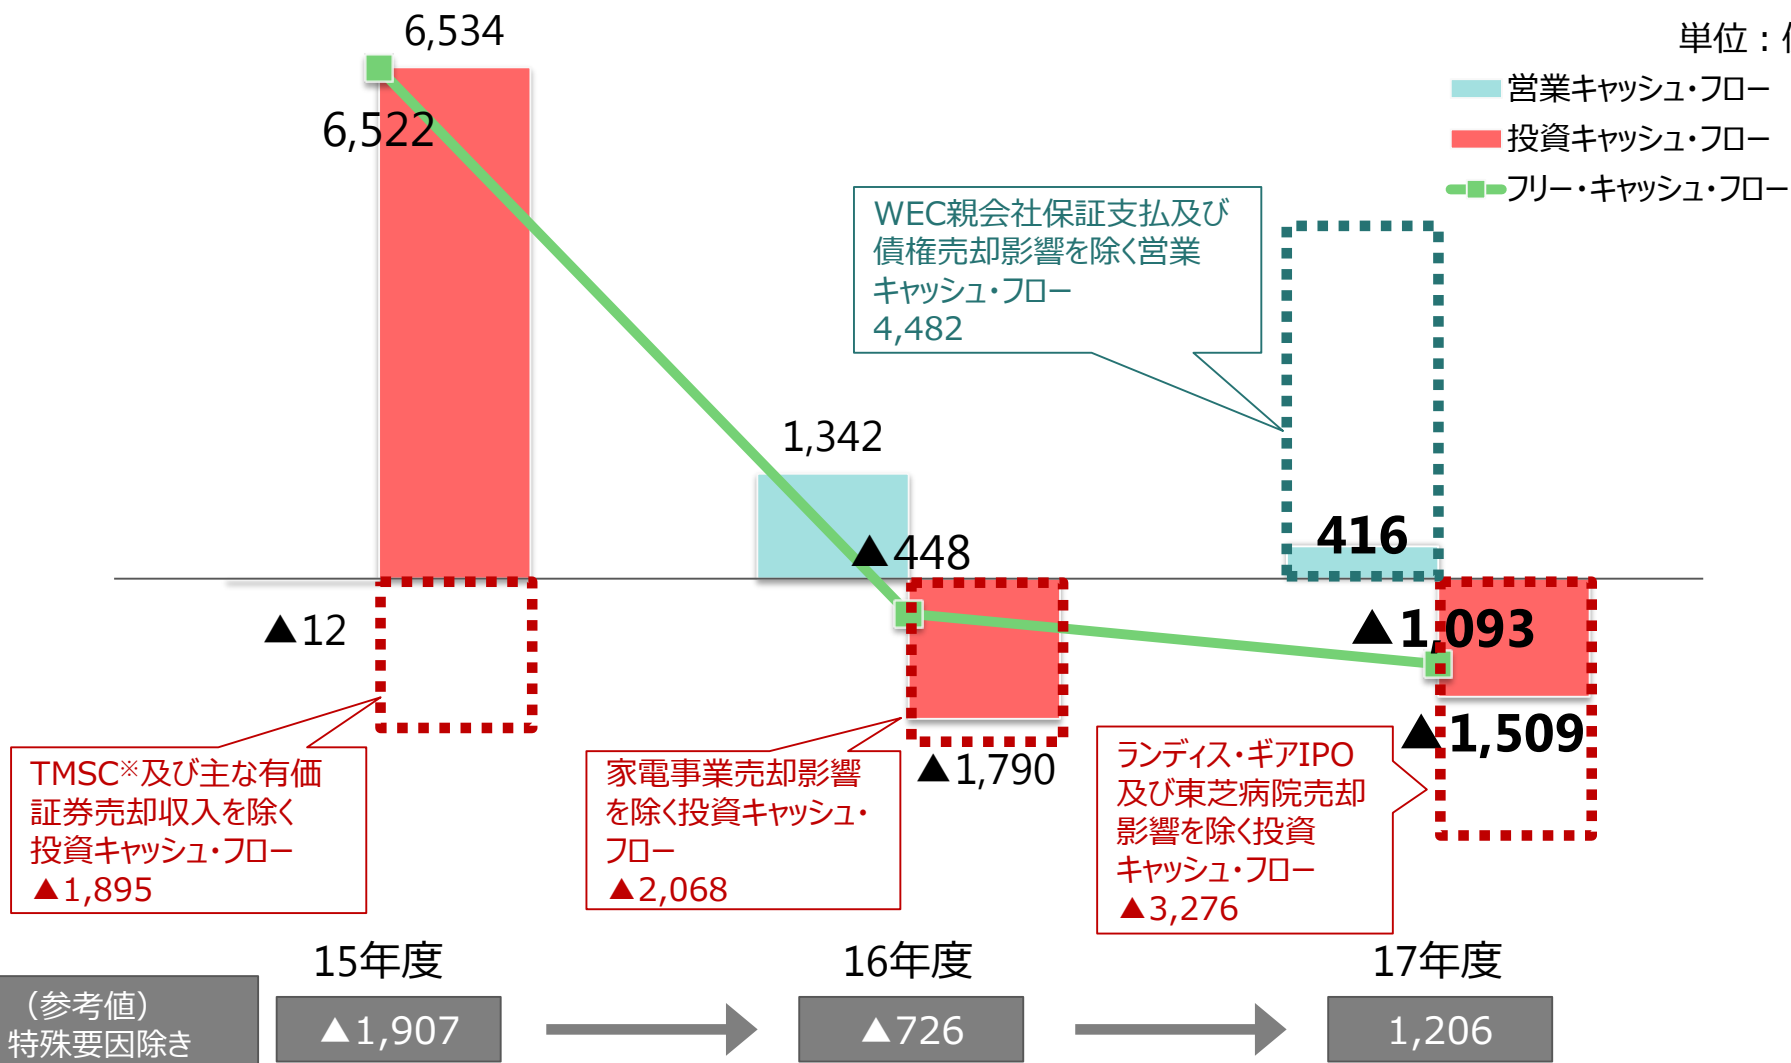 6,534
単位：
営業キャッシュ・フロー
投資キャッシュ・フロー
フリー・キャッシュ・フロー
6,522
WEC親会社保証支払及び
債権売却影響を除く営業
キャッシュ・フロー
4,482
1,342
416
▲448
▲12
▲1,093
▲1,509
▲1,790
TMSC※及び主な有価
証券売却収入を除く
投資キャッシュ・フロー
▲1,895
家電事業売却影響
を除く投資キャッシュ・
フロー
▲2,068
ランディス・ギアIPO
及び東芝病院売却
影響を除く投資
キャッシュ・フロー
▲3,276
15年度
16年度
17年度
（参考値）
特殊要因除き
▲1,907
▲726
1,206